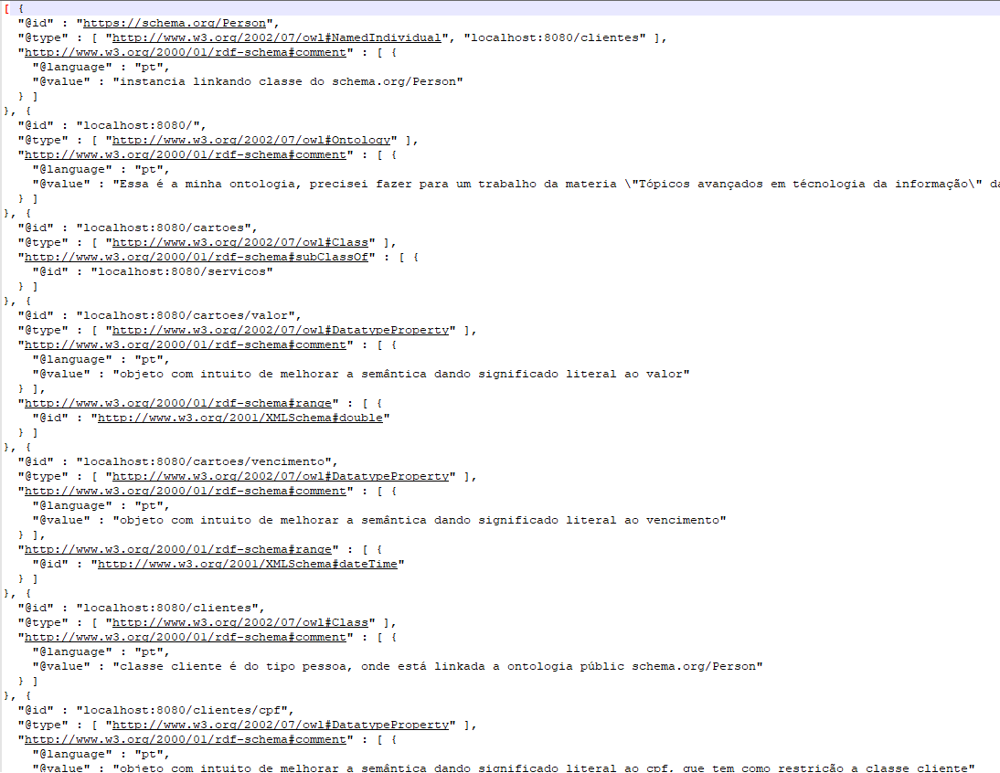 [ {
  "@id" : "https://schema.org/Person",
  "@type" : [ "http://www.w3.org/2002/07/owl#NamedIndividual", "localhost:8080/clientes" ],
  "http://www.w3.org/2000/01/rdf-schema#comment" : [ {
    "@language" : "pt",
    "@value" : "instancia linkando classe do schema.org/Person"
  } ]
}, {
  "@id" : "localhost:8080/",
  "@type" : [ "http://www.w3.org/2002/07/owl#Ontology" ],
  "http://www.w3.org/2000/01/rdf-schema#comment" : [ {
    "@language" : "pt",
    "@value" : "Essa é a minha ontologia, precisei fazer para um trabalho da materia \"Tópicos avançados em técnologia da informação\" da
  } ]
}, {
  "@id" : "localhost:8080/cartoes",
  "@type" : [ "http://www.w3.org/2002/07/owl#Class" ],
  "http://www.w3.org/2000/01/rdf-schema#subClassOf" : [ {
    "@id" : "localhost:8080/servicos"
  } ]
}, {
  "@id" : "localhost:8080/cartoes/valor",
  "@type" : [ "http://www.w3.org/2002/07/owl#DatatypeProperty" ],
  "http://www.w3.org/2000/01/rdf-schema#comment" : [ {
    "@language" : "pt",
    "@value" : "objeto com intuito de melhorar a semântica dando significado literal ao valor"
  } ],
  "http://www.w3.org/2000/01/rdf-schema#range" : [ {
    "@id" : "http://www.w3.org/2001/XMLSchema#double"
  } ]
}, {
  "@id" : "localhost:8080/cartoes/vencimento",
  "@type" : [ "http://www.w3.org/2002/07/owl#DatatypeProperty" ],
  "http://www.w3.org/2000/01/rdf-schema#comment" : [ {
    "@language" : "pt",
    "@value" : "objeto com intuito de melhorar a semântica dando significado literal ao vencimento"
  } ],
  "http://www.w3.org/2000/01/rdf-schema#range" : [ {
    "@id" : "http://www.w3.org/2001/XMLSchema#dateTime"
  } ]
}, {
  "@id" : "localhost:8080/clientes",
  "@type" : [ "http://www.w3.org/2002/07/owl#Class" ],
  "http://www.w3.org/2000/01/rdf-schema#comment" : [ {
    "@language" : "pt",
    "@value" : "classe cliente é do tipo pessoa, onde está linkada a ontologia públic schema.org/Person"
  } ]
}, {
  "@id" : "localhost:8080/clientes/cpf",
  "@type" : [ "http://www.w3.org/2002/07/owl#DatatypeProperty" ],
  "http://www.w3.org/2000/01/rdf-schema#comment" : [ {
    "@language" : "pt",
    "@value" : "objeto com intuito de melhorar a semântica dando significado literal ao cpf, que tem como restrição a classe cliente"